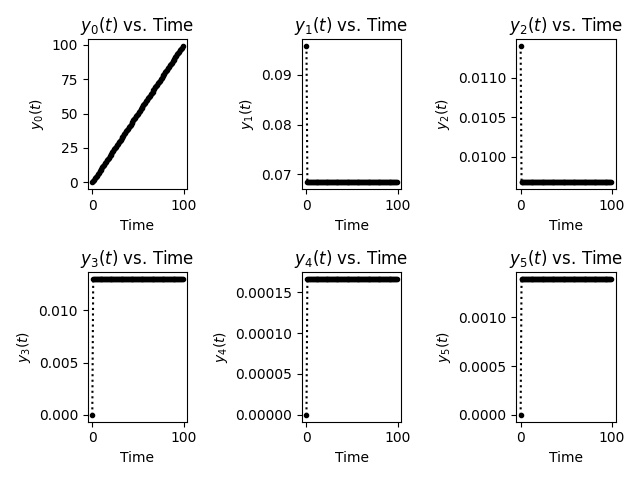 y₀(t) vs. Time
y₁(t) vs. Time
y₂(t) vs. Time
100
75
50
25
0
y₀(t)
0 100
Time
0.09
0.08
0.07
y₁(t)
0 100
Time
0.0110
0.0105
0.0100
y₂(t)
0 100
Time
y₃(t) vs. Time
y₄(t) vs. Time
y₅(t) vs. Time
0.010
0.005
0.000
y₃(t)
0 100
Time
0.00015
0.00010
0.00005
0.00000
y₄(t)
0 100
Time
0.0010
0.0005
0.0000
y₅(t)
0 100
Time